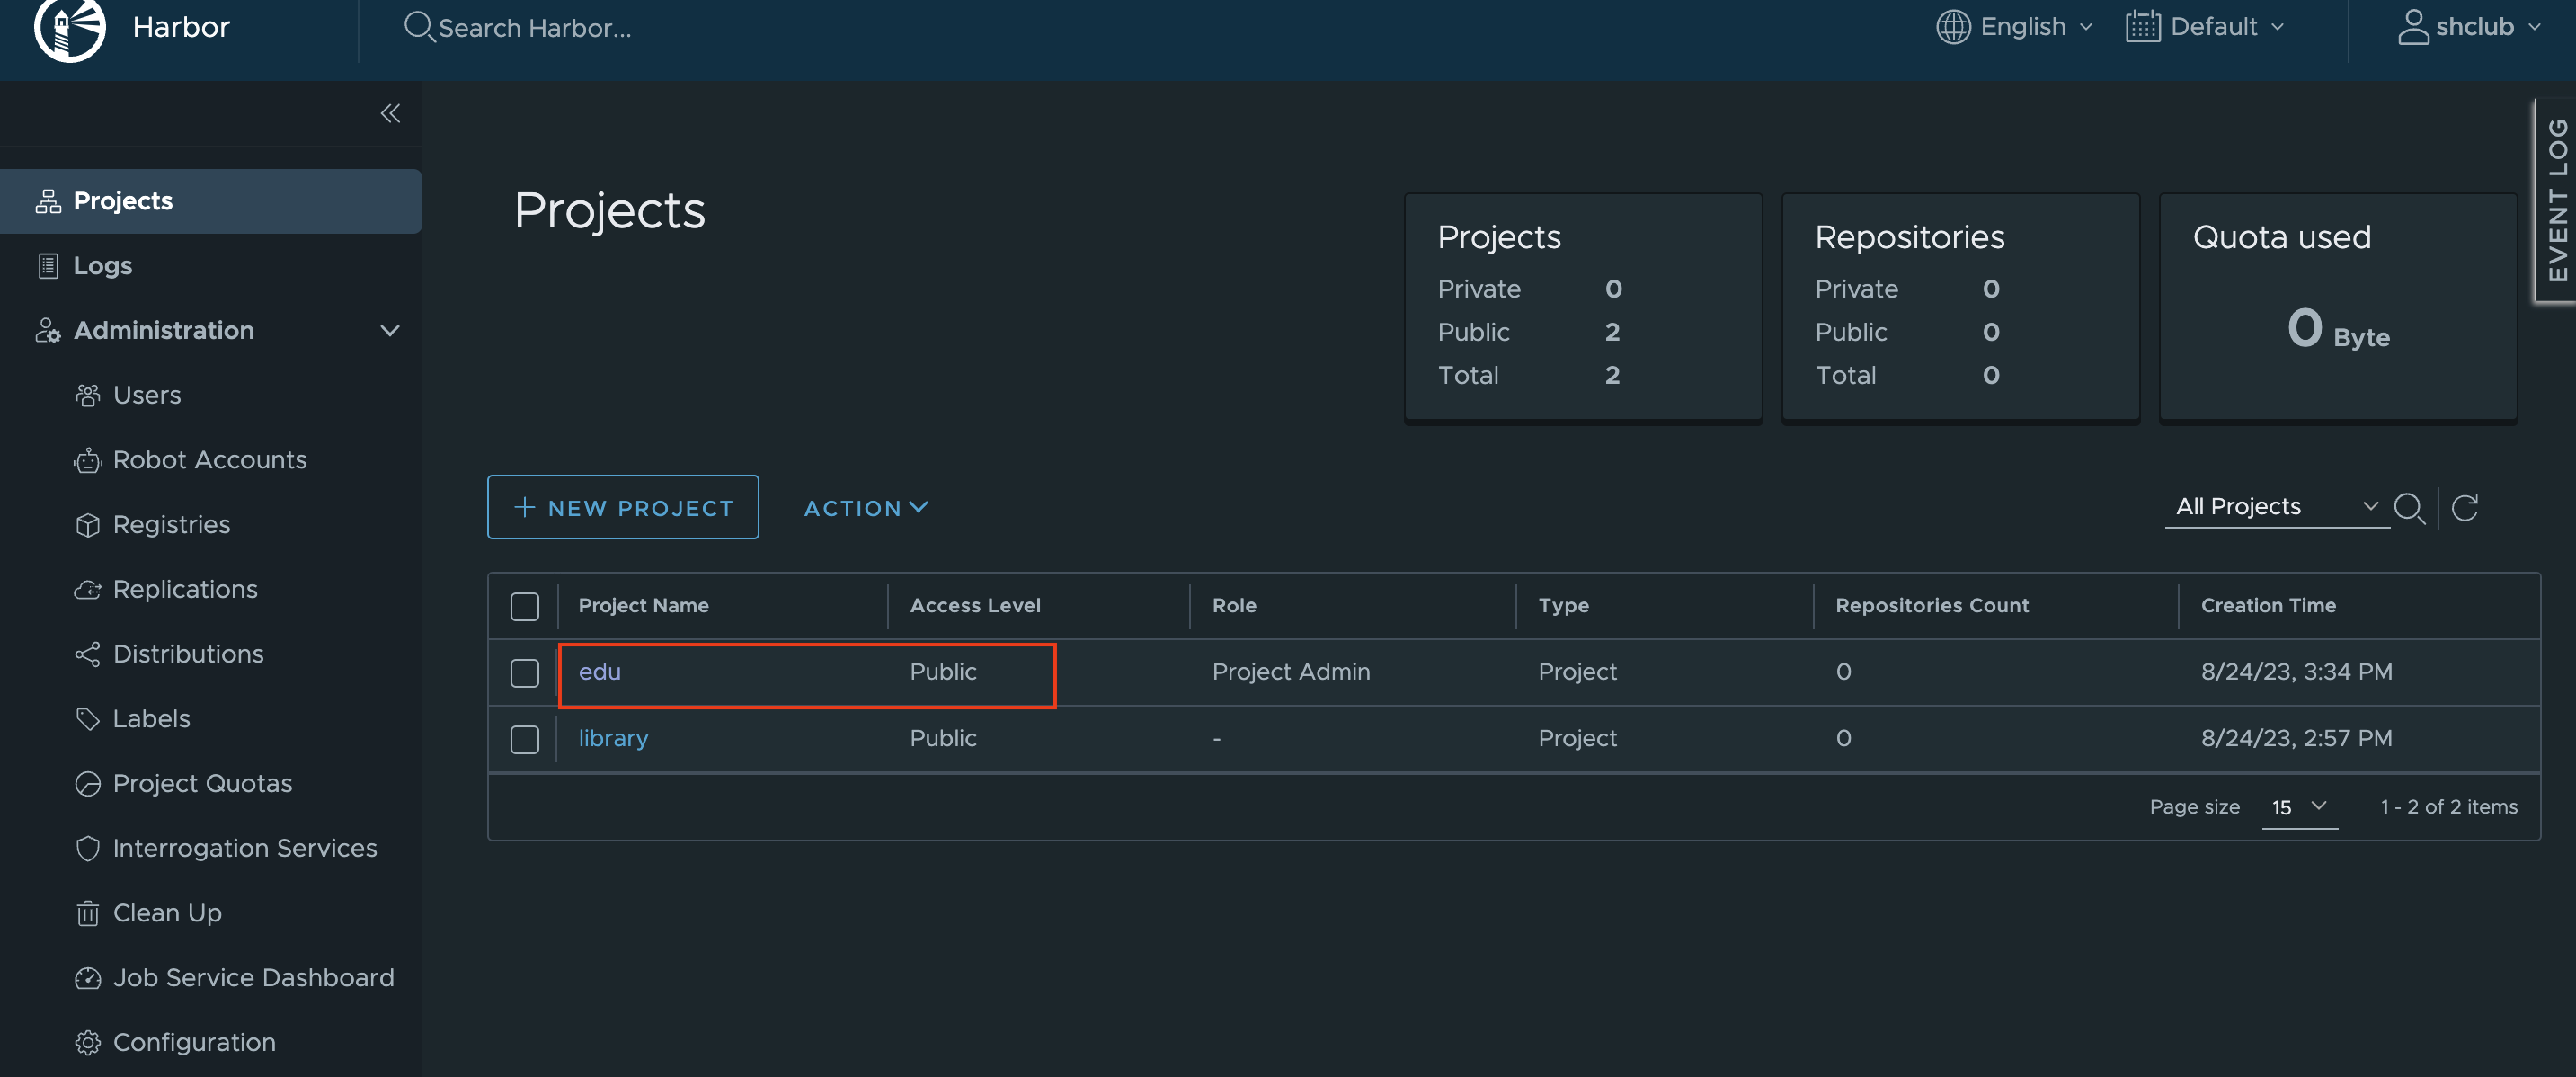 Harbor
Search Harbor...
English
Default
shclub
EVENT LOG
Projects
Logs
Administration
Users
Robot Accounts
Registries
Replications
Distributions
Labels
Project Quotas
Interrogation Services
Clean Up
Job Service Dashboard
Configuration
Projects
Projects
Private 0
Public 2
Total 2
Repositories
Private 0
Public 0
Total 0
Quota used
0 Byte
+ NEW PROJECT
ACTION
All Projects
Project Name Access Level Role Type Repositories Count Creation Time
edu Public Project Admin Project 0 8/24/23, 3:34 PM
library Public - Project 0 8/24/23, 2:57 PM
Page size 15 1 - 2 of 2 items